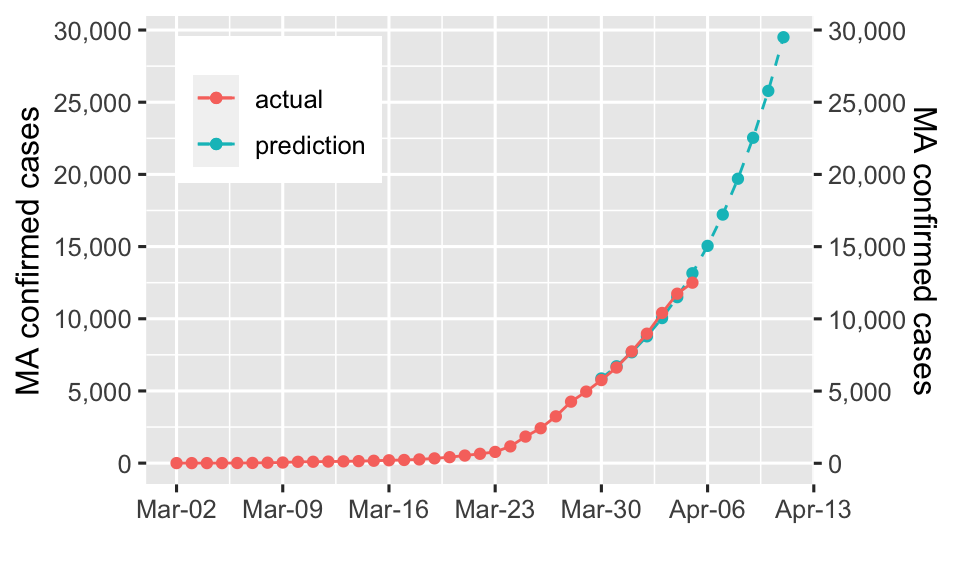 MA confirmed cases
30,000
25,000
20,000
15,000
10,000
5,000
0
actual
prediction
30,000
25,000
20,000
15,000
10,000
5,000
0
MA confirmed cases
Mar-02 Mar-09 Mar-16 Mar-23 Mar-30 Apr-06 Apr-13